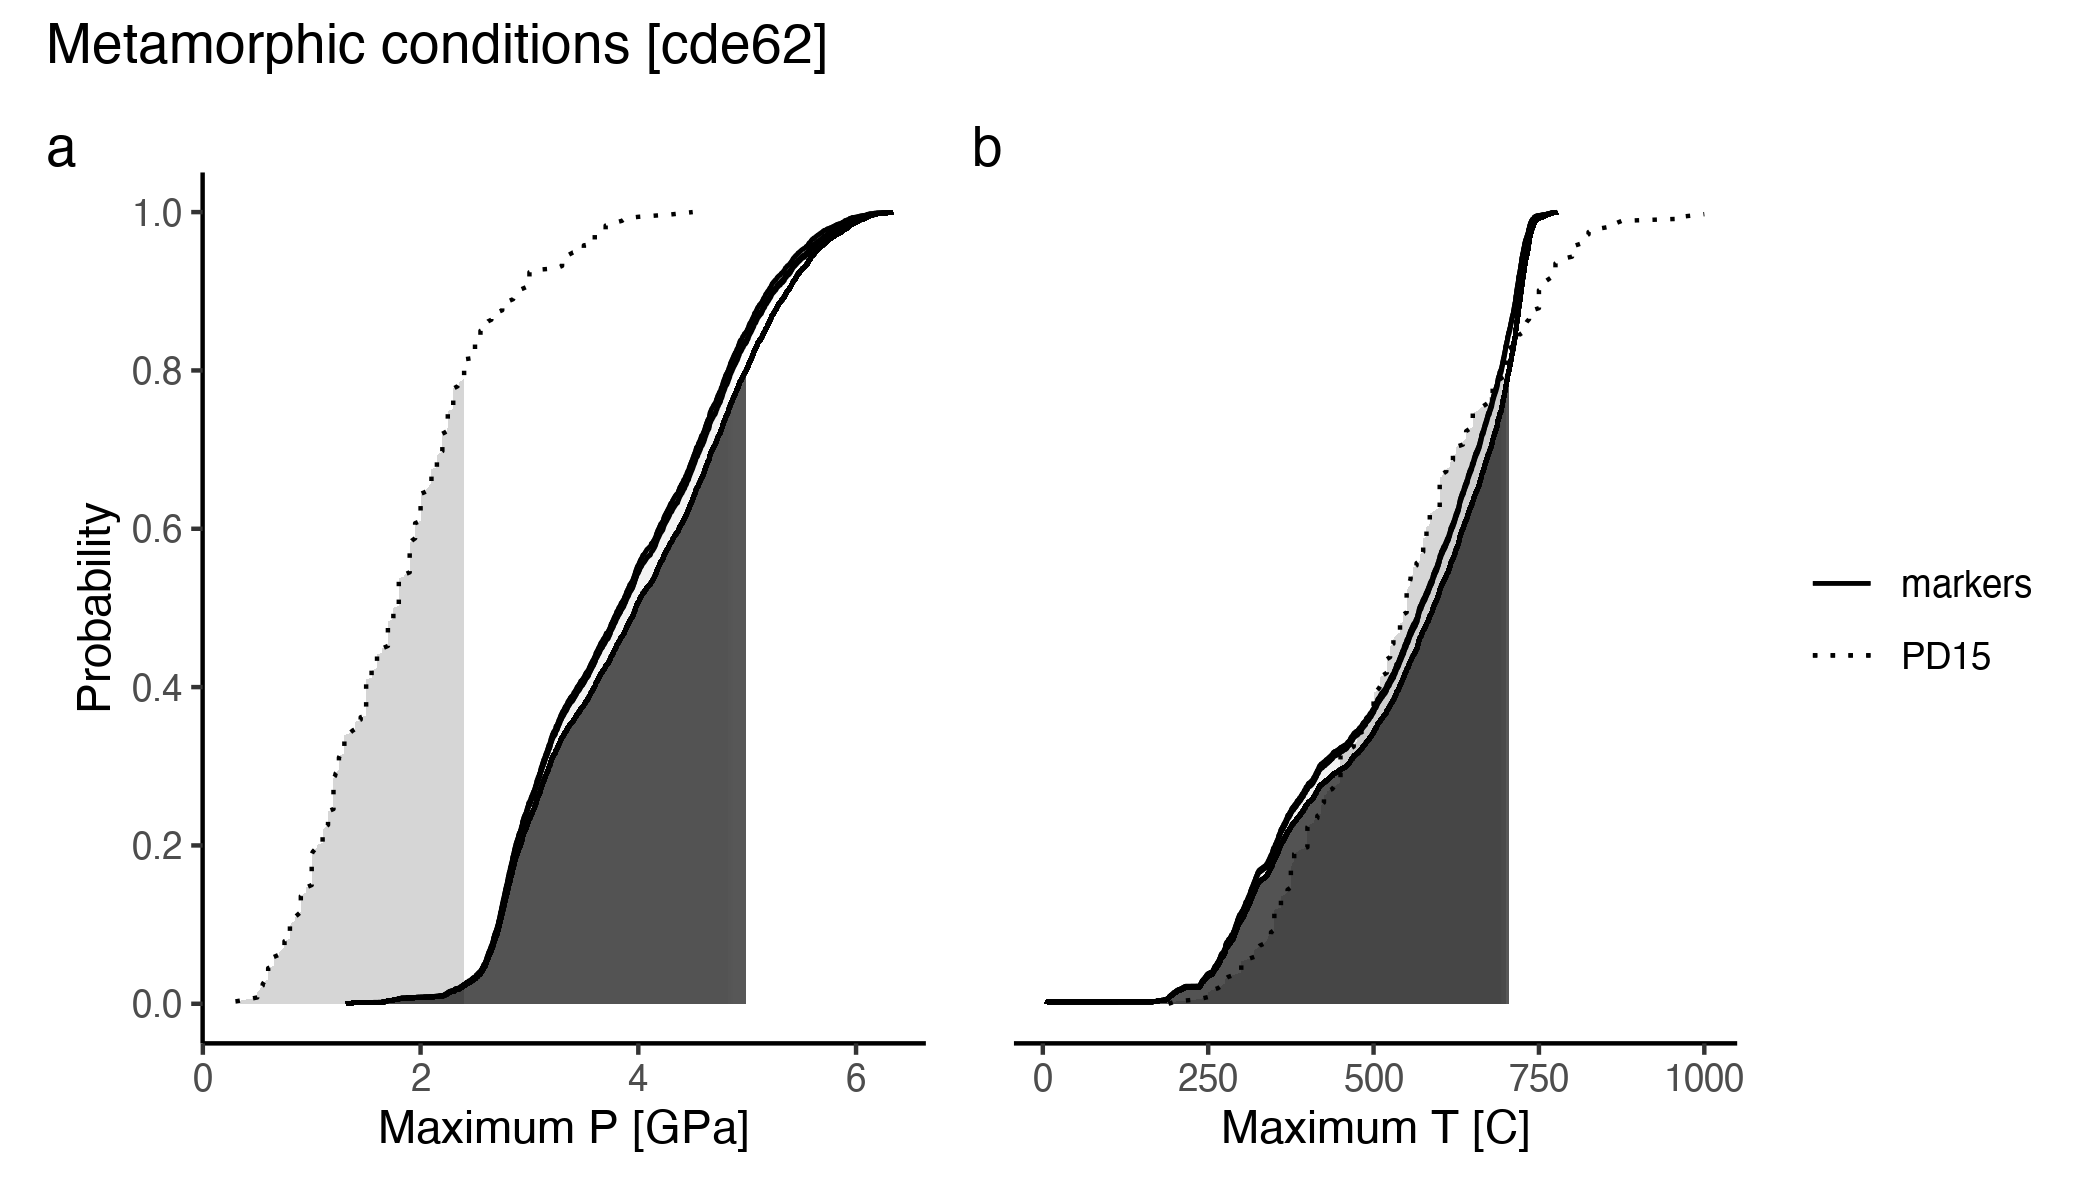 Metamorphic conditions [cde62]
a
b
1.0
0.8
0.6
0.4
0.2
0.0
Probability
0 2 4 6
Maximum P [GPa]
0 250 500 750 1000
Maximum T [C]
markers
PD15